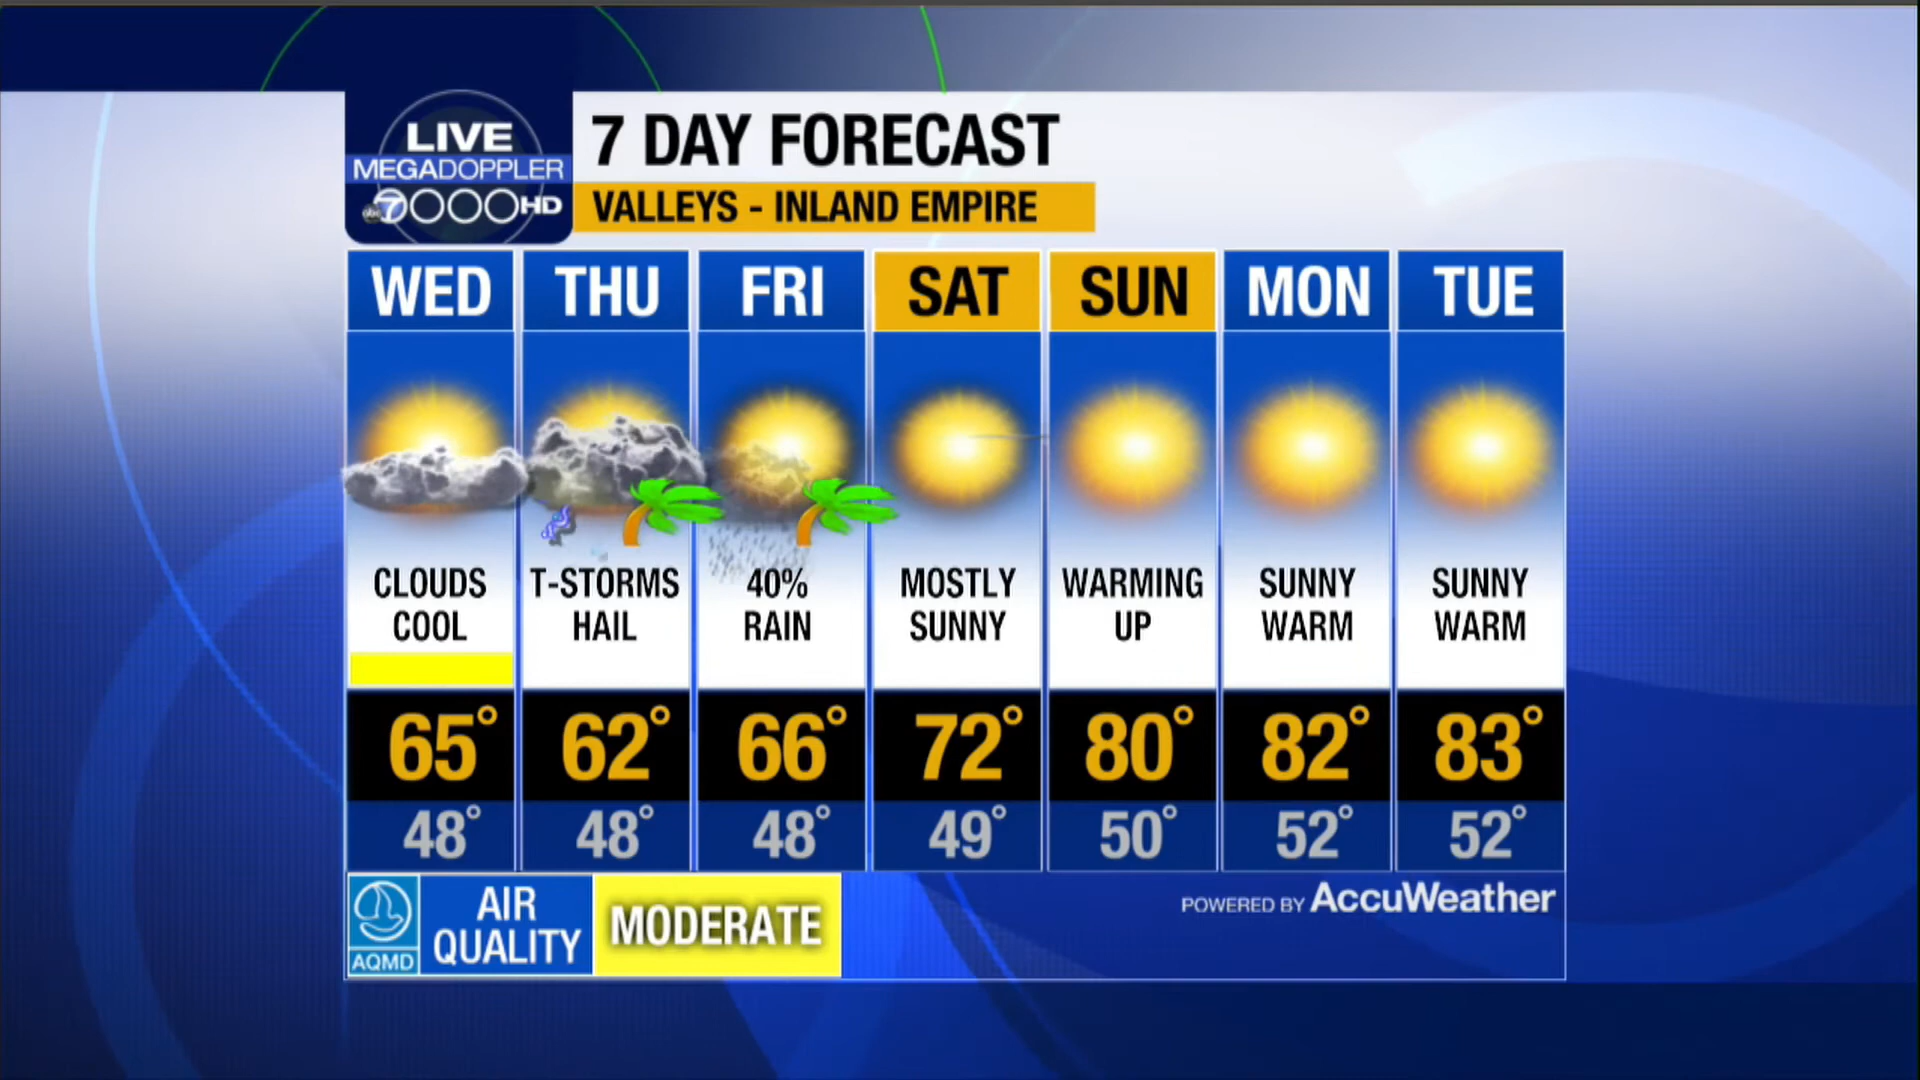 LIVE
MEGADOPPLER
abc 7000HD
7 DAY FORECAST
VALLEYS - INLAND EMPIRE
WED THU FRI SAT SUN MON TUE
CLOUDS T-STORMS 40% MOSTLY WARMING SUNNY SUNNY
COOL HAIL RAIN SUNNY UP WARM WARM
65° 62° 66° 72° 80° 82° 83°
48° 48° 48° 49° 50° 52° 52°
AQMD
AIR
QUALITY
MODERATE
POWERED BY AccuWeather